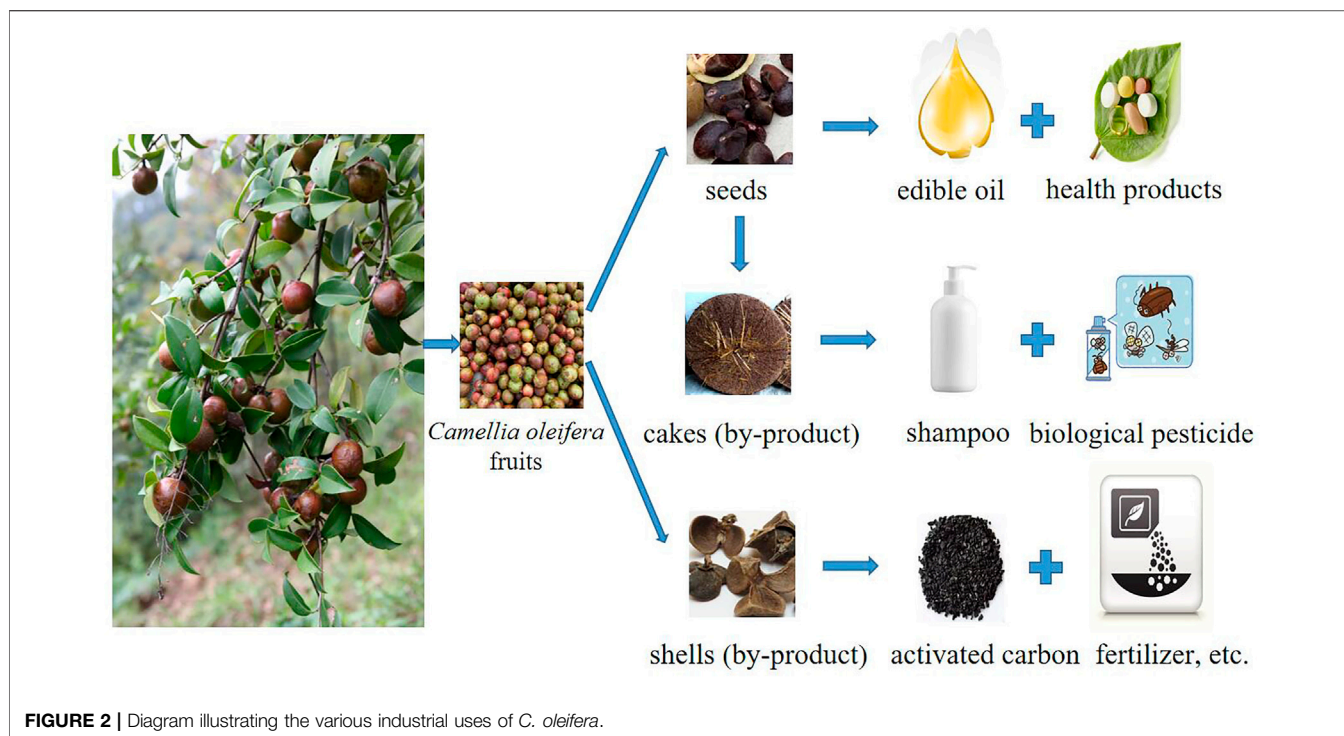 seeds
edible oil
health products
Camellia oleifera
fruits
cakes (by-product)
shampoo
biological pesticide
shells (by-product)
activated carbon
fertilizer, etc.
FIGURE 2 | Diagram illustrating the various industrial uses of C. oleifera.